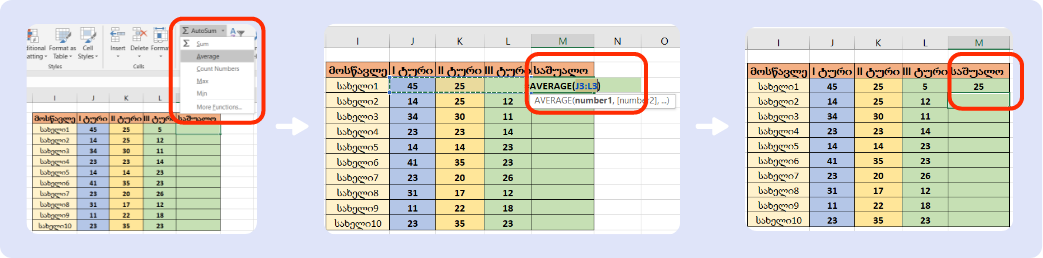 AutoSum
Format as Cell Insert Delete Format
Table Styles
Styles Cells
Sum
Average
Count Numbers
Max
Min
More Functions...
I J K L
მოსწავლე I ტური II ტური III ტური საშუალო
სახელი1 45 25 5
სახელი2 14 25 12
სახელი3 34 30 11
სახელი4 23 23 14
სახელი5 14 14 23
სახელი6 41 35 23
სახელი7 23 20 26
სახელი8 31 17 12
სახელი9 11 22 18
სახელი10 23 35 23
I J K L M N O
მოსწავლე I ტური II ტური III ტური საშუალო
სახელი1 45 25 AVERAGE(J3:L3)
AVERAGE(number1, [number2], ...)
სახელი2 14 25 12
სახელი3 34 30 11
სახელი4 23 23 14
სახელი5 14 14 23
სახელი6 41 35 23
სახელი7 23 20 26
სახელი8 31 17 12
სახელი9 11 22 18
სახელი10 23 35 23
I J K L M
მოსწავლე I ტური II ტური III ტური საშუალო
სახელი1 45 25 5 25
სახელი2 14 25 12
სახელი3 34 30 11
სახელი4 23 23 14
სახელი5 14 14 23
სახელი6 41 35 23
სახელი7 23 20 26
სახელი8 31 17 12
სახელი9 11 22 18
სახელი10 23 35 23